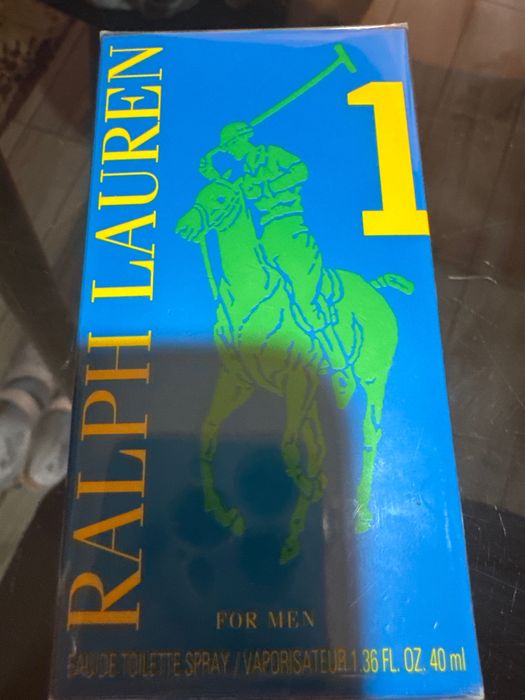 RALPH LAUREN
1
FOR MEN
EAU DE TOILETTE SPRAY / VAPORISATEUR 1.36 FL. OZ. 40 ml